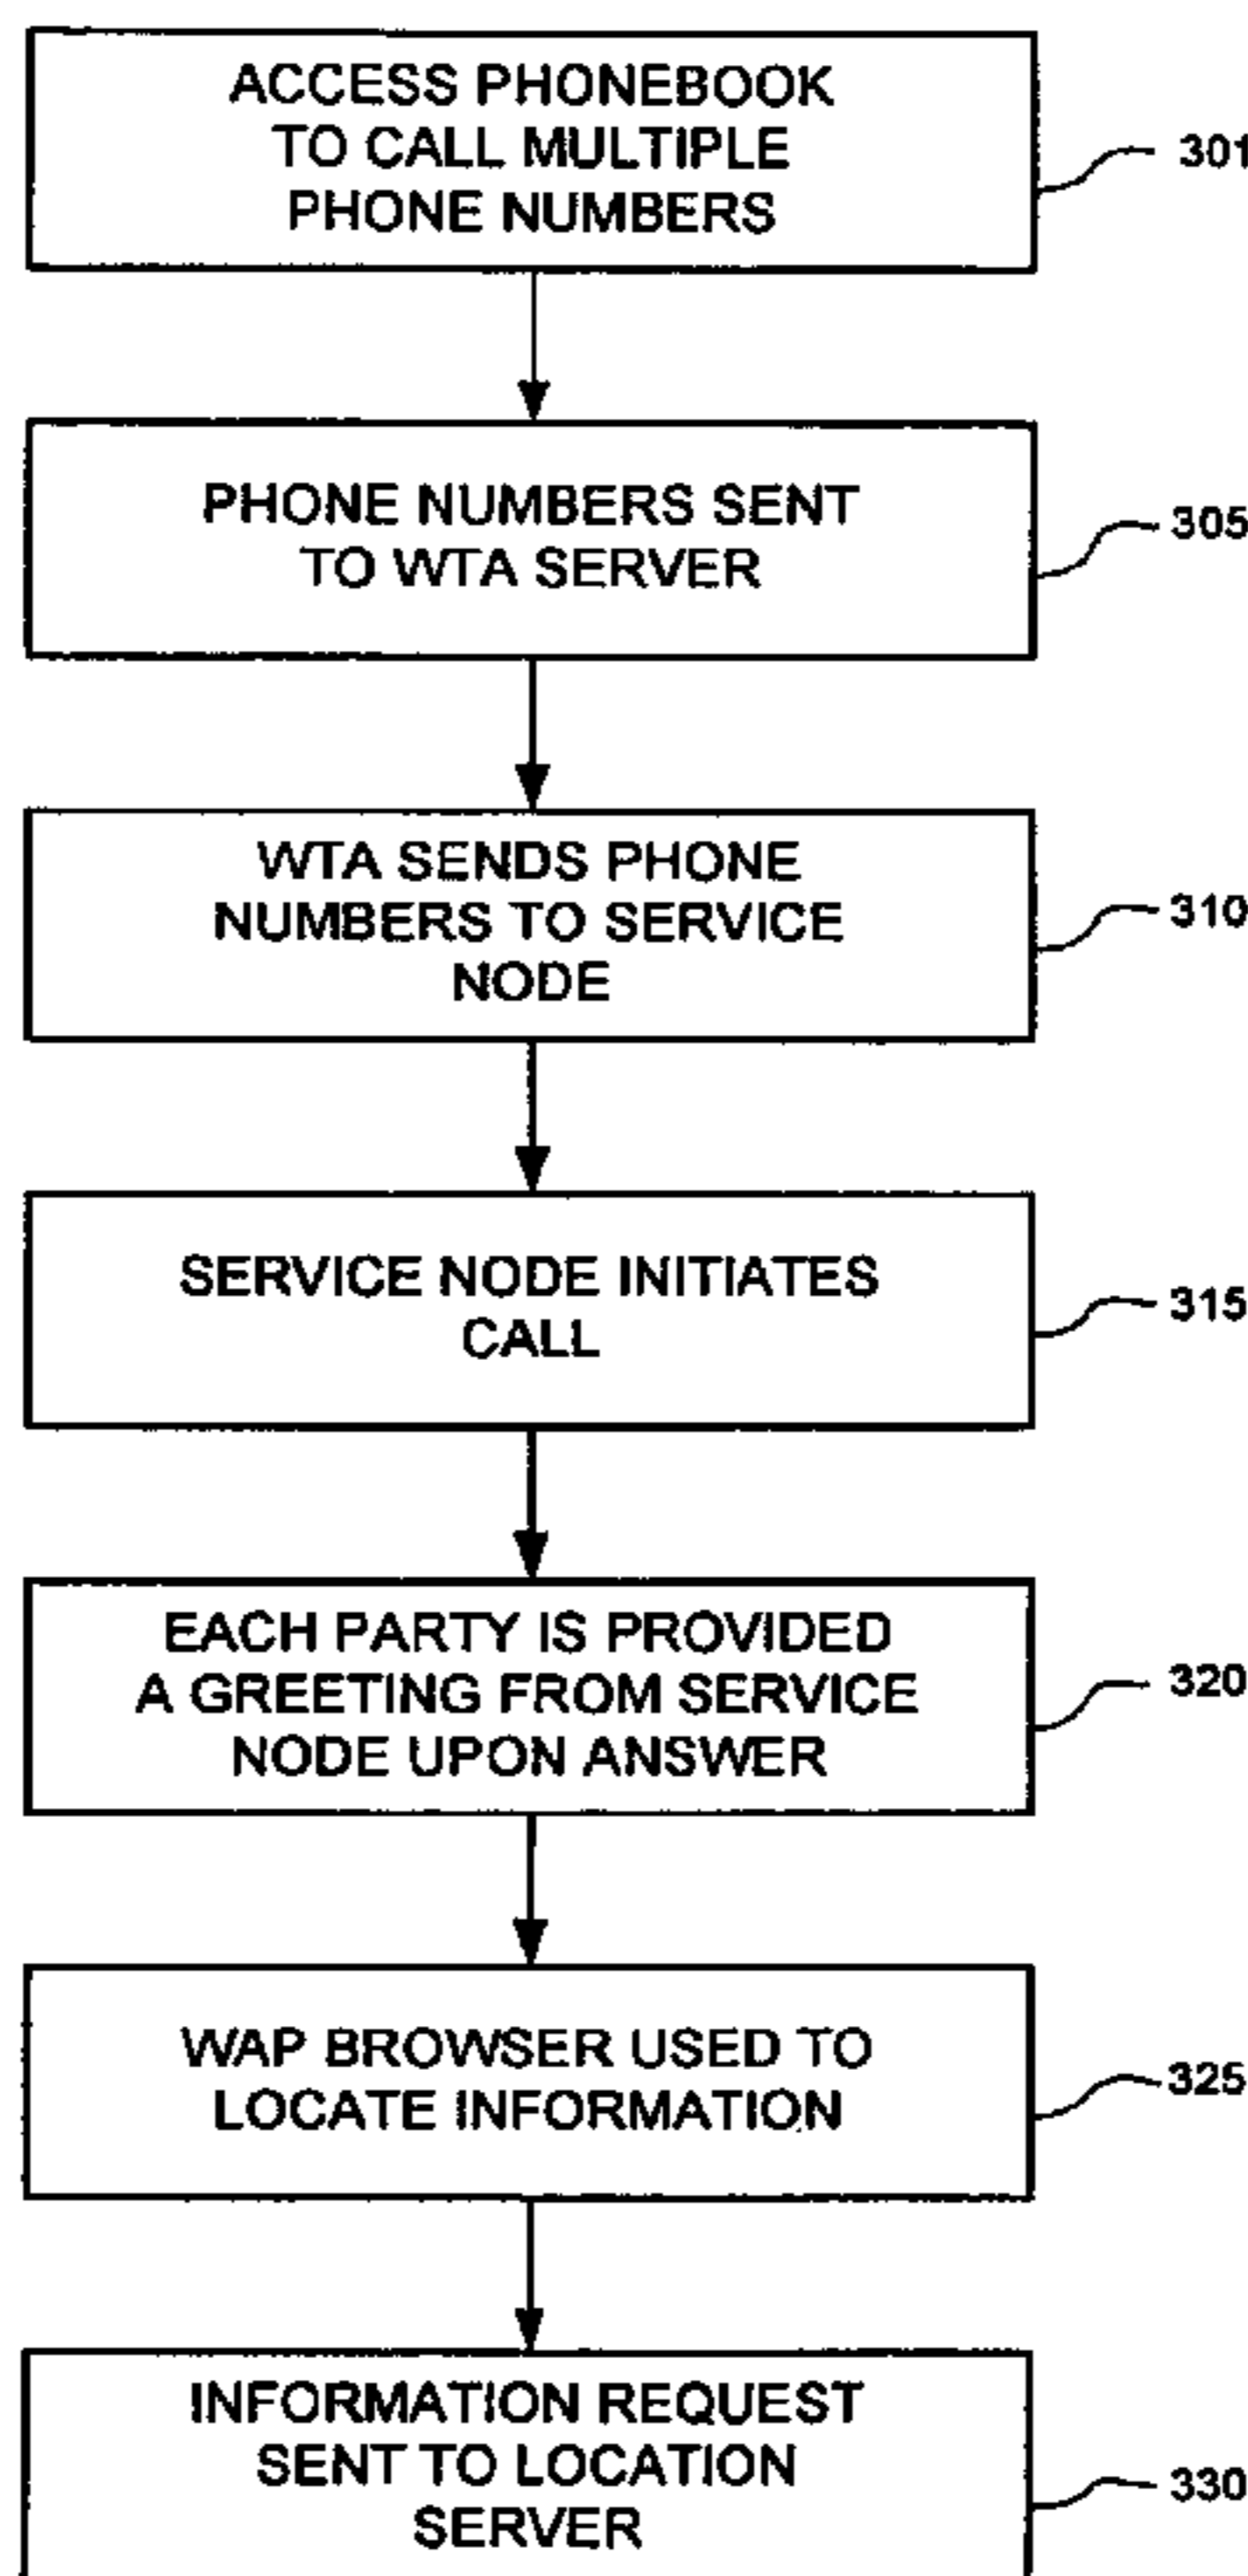 ACCESS PHONEBOOK
TO CALL MULTIPLE
PHONE NUMBERS
301
PHONE NUMBERS SENT
TO WTA SERVER
305
WTA SENDS PHONE
NUMBERS TO SERVICE
NODE
310
SERVICE NODE INITIATES
CALL
315
EACH PARTY IS PROVIDED
A GREETING FROM SERVICE
NODE UPON ANSWER
320
WAP BROWSER USED TO
LOCATE INFORMATION
325
INFORMATION REQUEST
SENT TO LOCATION
SERVER
330